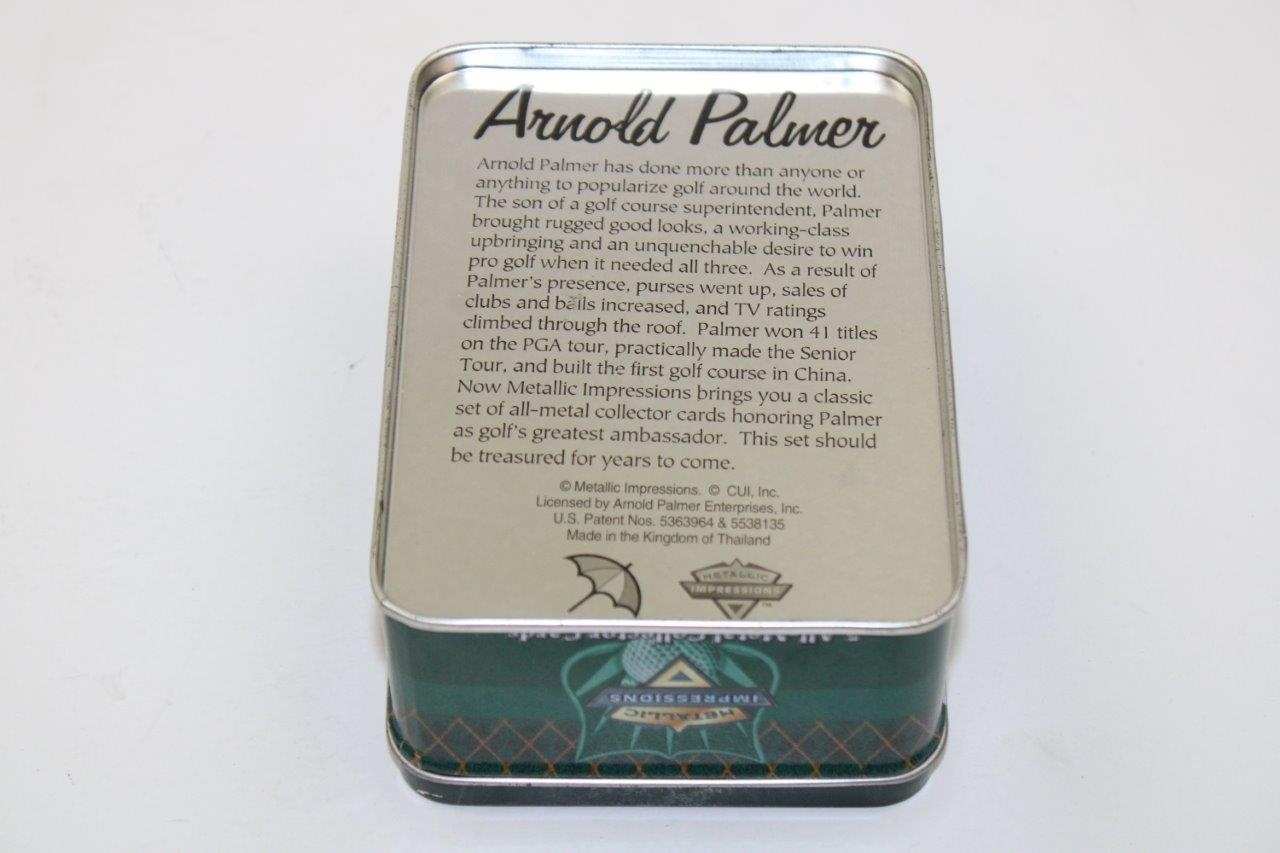 Arnold Palmer
Arnold Palmer has done more than anyone or
anything to popularize golf around the world.
The son of a golf course superintendent, Palmer
brought rugged good looks, a working-class
upbringing and an unquenchable desire to win
pro golf when it needed all three. As a result of
Palmer's presence, purses went up, sales of
clubs and balls increased, and TV ratings
climbed through the roof. Palmer won 41 titles
on the PGA tour, practically made the Senior
Tour, and built the first golf course in China.
Now Metallic Impressions brings you a classic
set of all-metal collector cards honoring Palmer
as golf's greatest ambassador. This set should
be treasured for years to come.
© Metallic Impressions. © CUI, Inc.
Licensed by Arnold Palmer Enterprises, Inc.
U.S. Patent Nos. 5363964 & 5538135
Made in the Kingdom of Thailand
METALLIC
IMPRESSIONS™
5 All-Metal Collector Cards
METALLIC
IMPRESSIONS